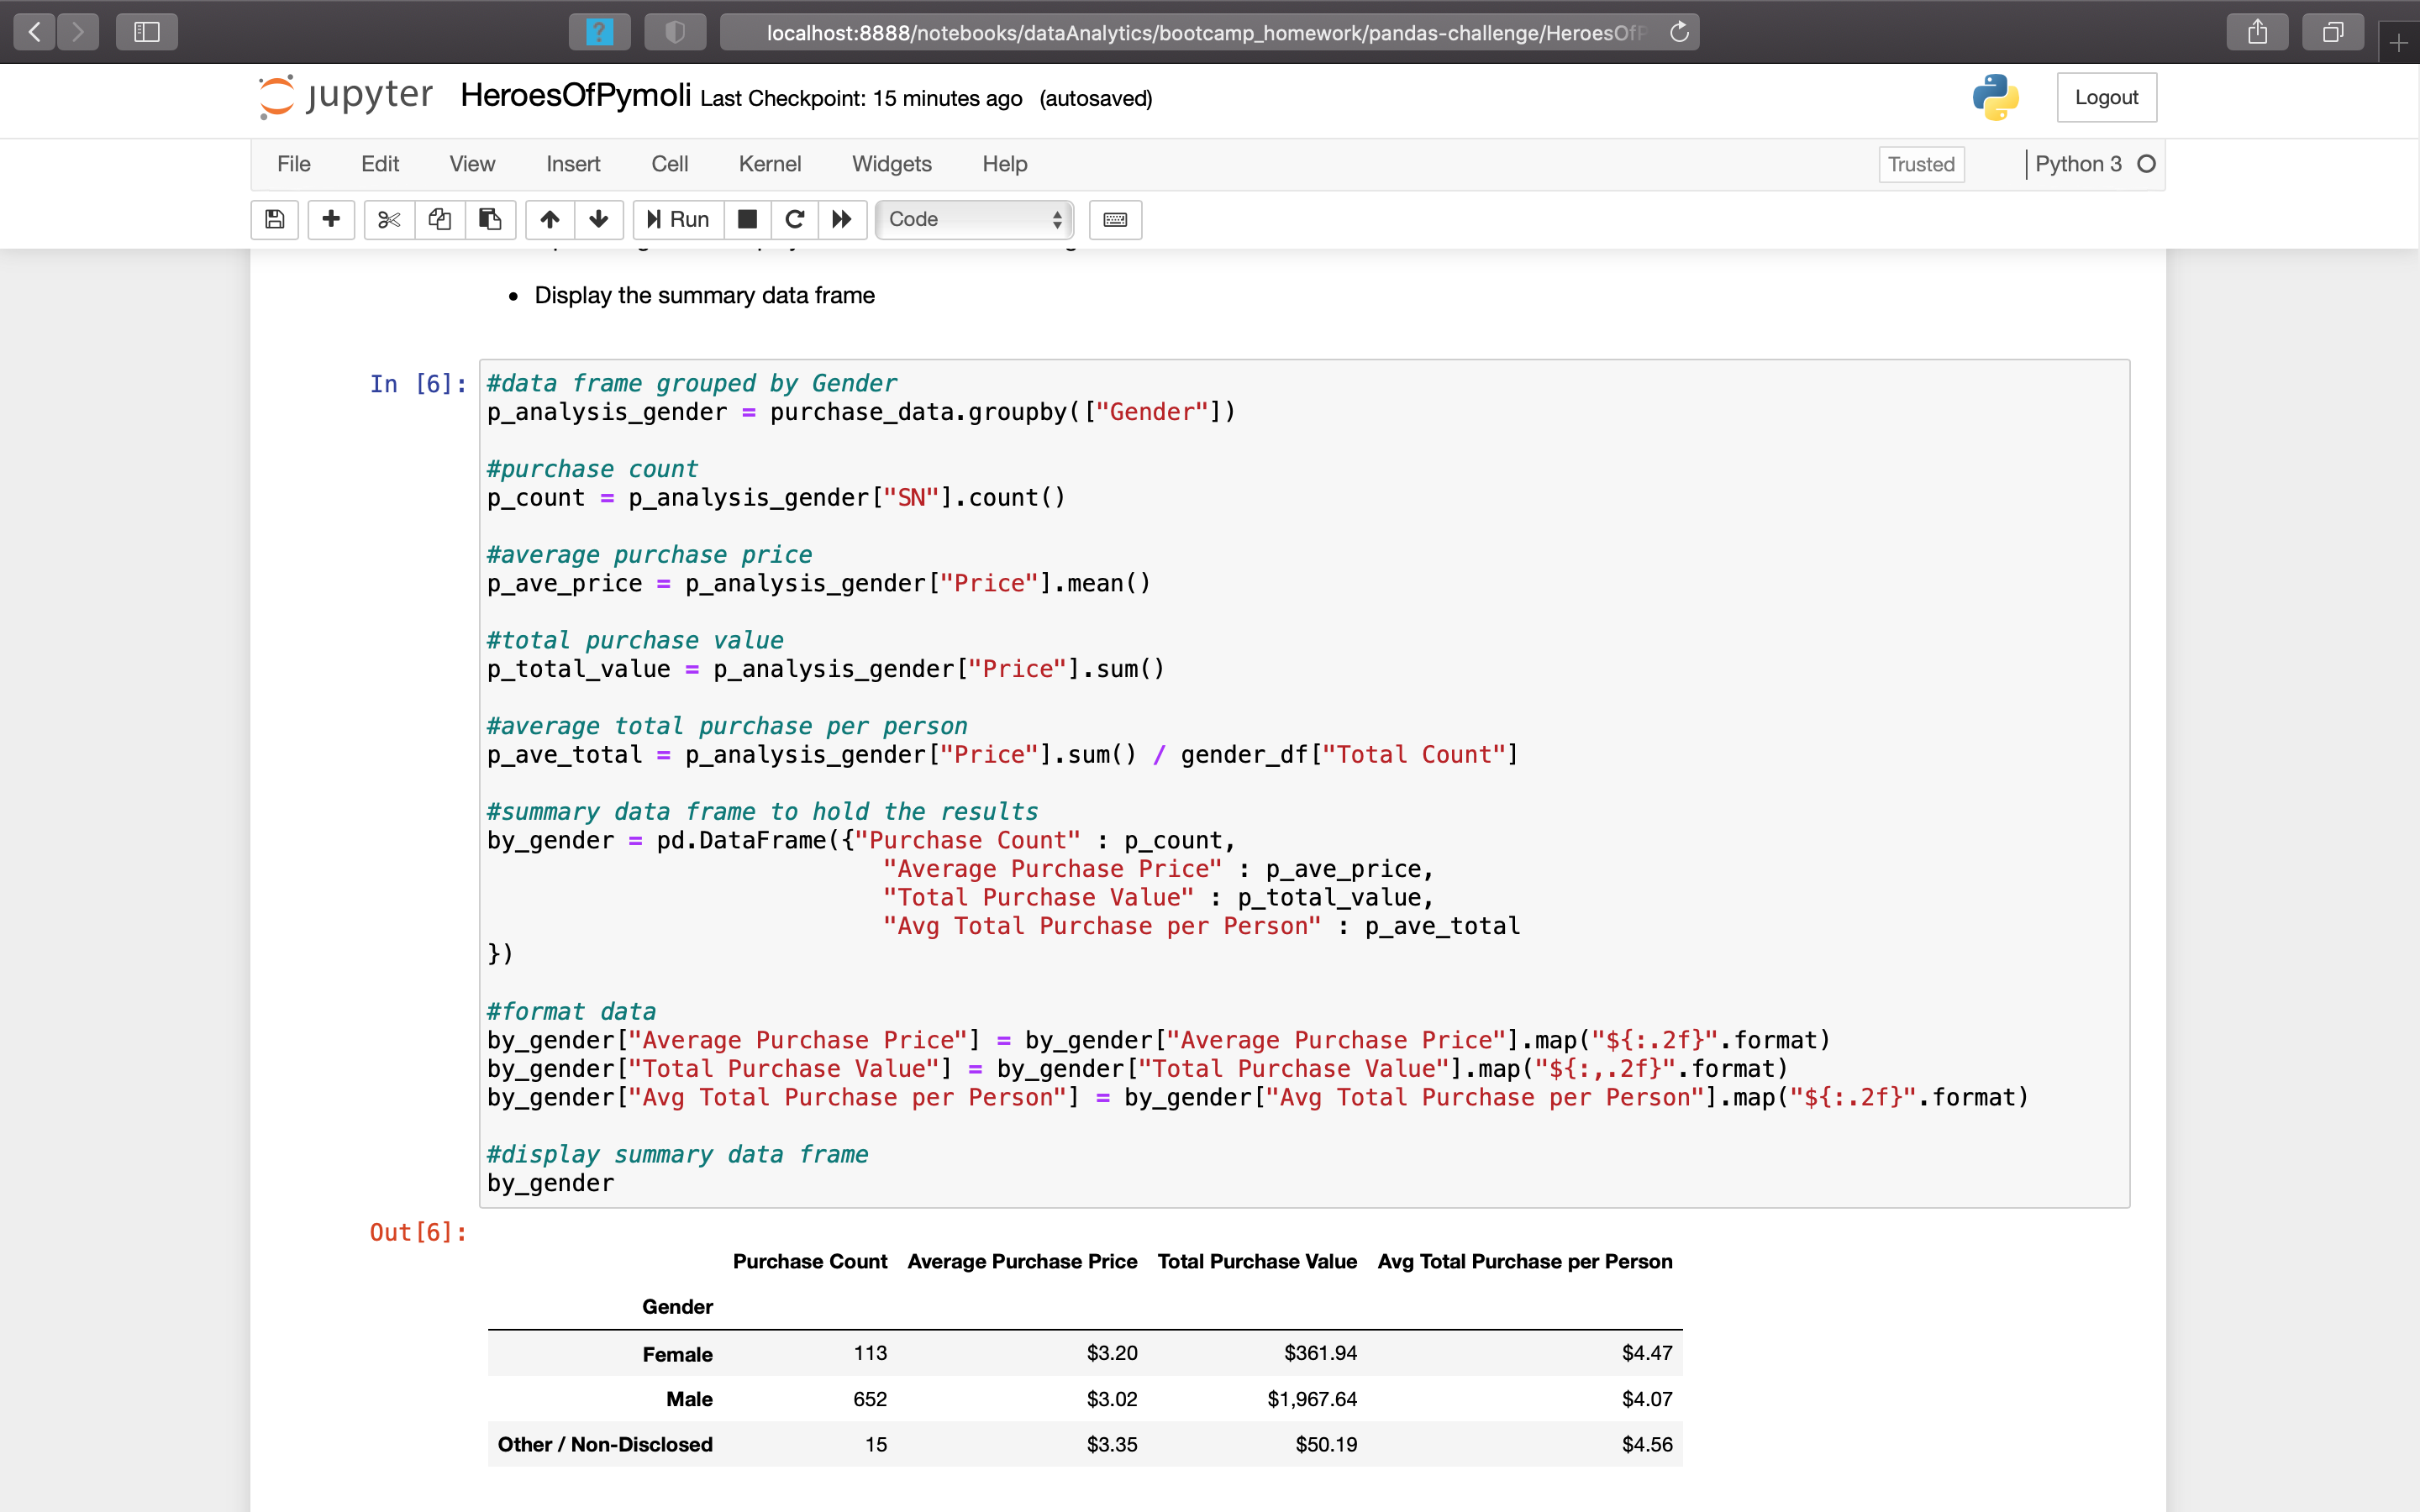 localhost:8888/notebooks/dataAnalytics/bootcamp_homework/pandas-challenge/HeroesOfP
jupyter HeroesOfPymoli Last Checkpoint: 15 minutes ago (autosaved)
Logout
File Edit View Insert Cell Kernel Widgets Help
Trusted
Python 3
Run
Code
• Display the summary data frame
In [6]:
#data frame grouped by Gender
p_analysis_gender = purchase_data.groupby(["Gender"])
#purchase count
p_count = p_analysis_gender["SN"].count()
#average purchase price
p_ave_price = p_analysis_gender["Price"].mean()
#total purchase value
p_total_value = p_analysis_gender["Price"].sum()
#average total purchase per person
p_ave_total = p_analysis_gender["Price"].sum() / gender_df["Total Count"]
#summary data frame to hold the results
by_gender = pd.DataFrame({"Purchase Count" : p_count,
"Average Purchase Price" : p_ave_price,
"Total Purchase Value" : p_total_value,
"Avg Total Purchase per Person" : p_ave_total
})
#format data
by_gender["Average Purchase Price"] = by_gender["Average Purchase Price"].map("${:.2f}".format)
by_gender["Total Purchase Value"] = by_gender["Total Purchase Value"].map("${:,.2f}".format)
by_gender["Avg Total Purchase per Person"] = by_gender["Avg Total Purchase per Person"].map("${:.2f}".format)
#display summary data frame
by_gender
Out[6]:
Purchase Count Average Purchase Price Total Purchase Value Avg Total Purchase per Person
Gender
Female 113 $3.20 $361.94 $4.47
Male 652 $3.02 $1,967.64 $4.07
Other / Non-Disclosed 15 $3.35 $50.19 $4.56